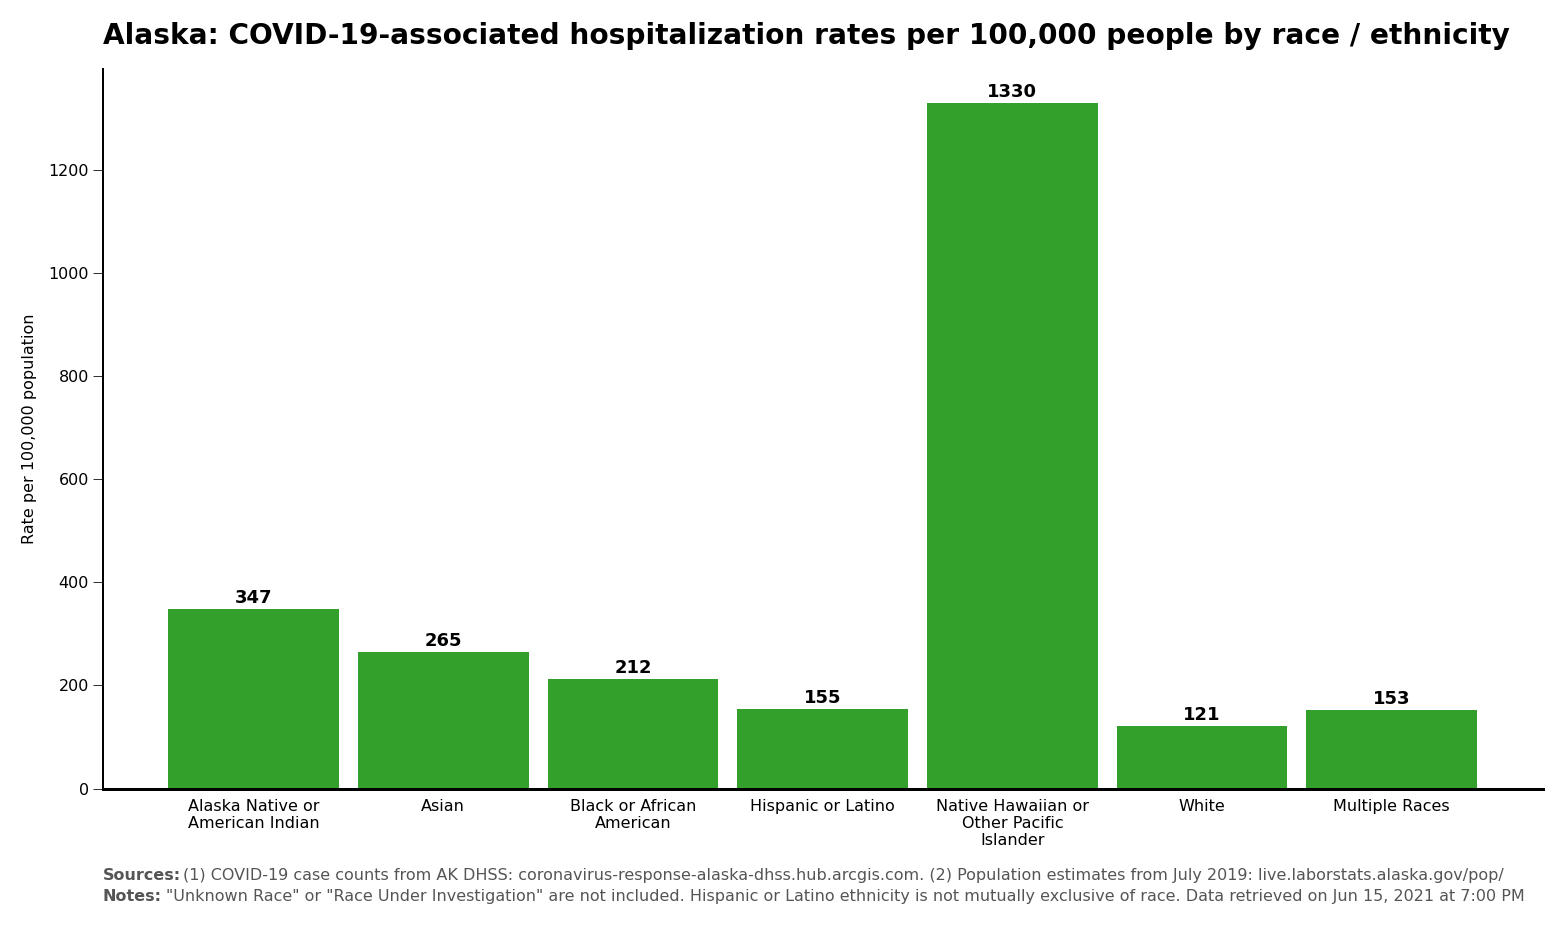 Alaska: COVID-19-associated hospitalization rates per 100,000 people by race / ethnicity
Rate per 100,000 population
1200
1000
800
600
400
200
0
347
265
212
155
1330
121
153
Alaska Native or
American Indian
Asian
Black or African
American
Hispanic or Latino
Native Hawaiian or
Other Pacific
Islander
White
Multiple Races
Sources: (1) COVID-19 case counts from AK DHSS: coronavirus-response-alaska-dhss.hub.arcgis.com. (2) Population estimates from July 2019: live.laborstats.alaska.gov/pop/
Notes: "Unknown Race" or "Race Under Investigation" are not included. Hispanic or Latino ethnicity is not mutually exclusive of race. Data retrieved on Jun 15, 2021 at 7:00 PM